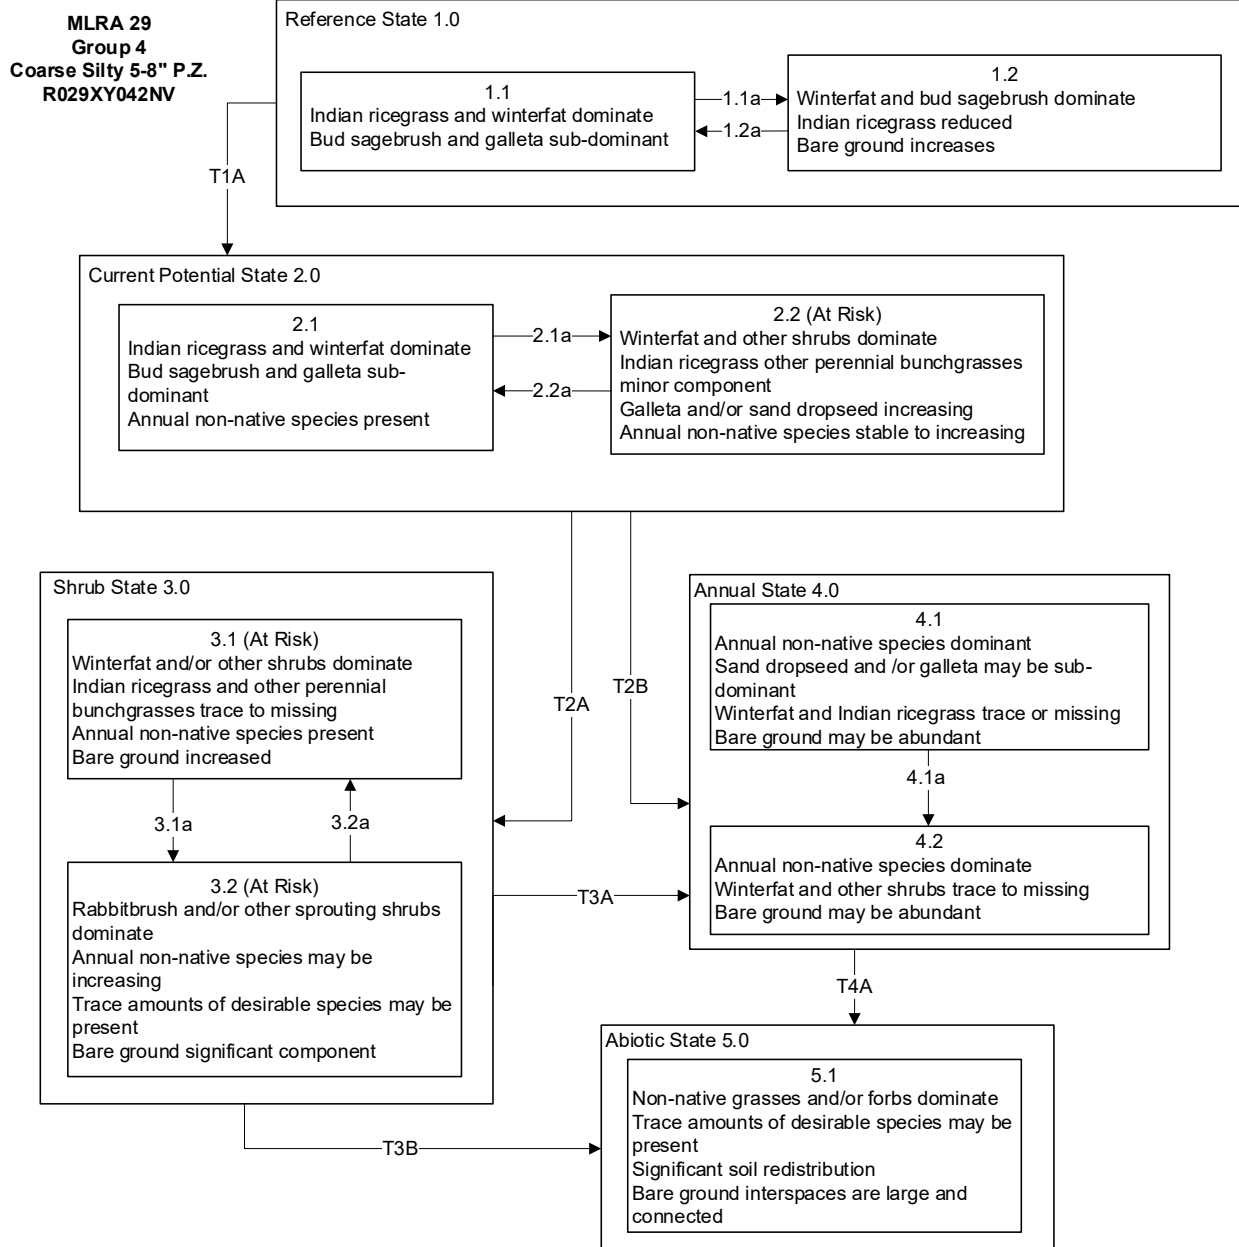 MLRA 29
Group 4
Coarse Silty 5-8" P.Z.
R029XY042NV
Reference State 1.0
1.1
Indian ricegrass and winterfat dominate
Bud sagebrush and galleta sub-dominant
1.1a
1.2a
1.2
Winterfat and bud sagebrush dominate
Indian ricegrass reduced
Bare ground increases
T1A
Current Potential State 2.0
2.1
Indian ricegrass and winterfat dominate
Bud sagebrush and galleta sub-
dominant
Annual non-native species present
2.1a
2.2a
2.2 (At Risk)
Winterfat and other shrubs dominate
Indian ricegrass other perennial bunchgrasses
minor component
Galleta and/or sand dropseed increasing
Annual non-native species stable to increasing
T2A
T2B
Shrub State 3.0
3.1 (At Risk)
Winterfat and/or other shrubs dominate
Indian ricegrass and other perennial
bunchgrasses trace to missing
Annual non-native species present
Bare ground increased
3.1a
3.2a
3.2 (At Risk)
Rabbitbrush and/or other sprouting shrubs
dominate
Annual non-native species may be
increasing
Trace amounts of desirable species may be
present
Bare ground significant component
T3A
T3B
Annual State 4.0
4.1
Annual non-native species dominant
Sand dropseed and /or galleta may be sub-
dominant
Winterfat and Indian ricegrass trace or missing
Bare ground may be abundant
4.1a
4.2
Annual non-native species dominate
Winterfat and other shrubs trace to missing
Bare ground may be abundant
T4A
Abiotic State 5.0
5.1
Non-native grasses and/or forbs dominate
Trace amounts of desirable species may be
present
Significant soil redistribution
Bare ground interspaces are large and
connected